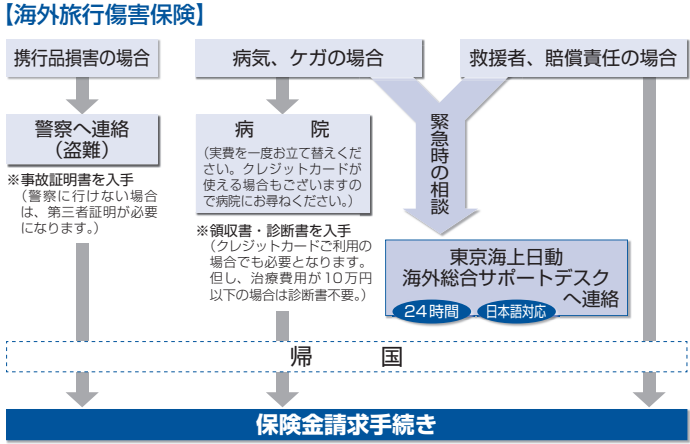 【海外旅行傷害保険】
携行品損害の場合
警察へ連絡
（盗難）
※事故証明書を入手
（警察に行けない場合
は、第三者証明が必要
になります。）
病気、ケガの場合
病　院
（実費を一度お立て替えくだ
さい。クレジットカードが
使える場合もございますの
で病院にお尋ねください。）
※領収書・診断書を入手
（クレジットカードご利用の
場合でも必要となります。
但し、治療費用が10万円
以下の場合は診断書不要。）
救援者、賠償責任の場合
緊急時の相談
東京海上日動
海外総合サポートデスク
へ連絡
24時間
日本語対応
帰　国
保険金請求手続き